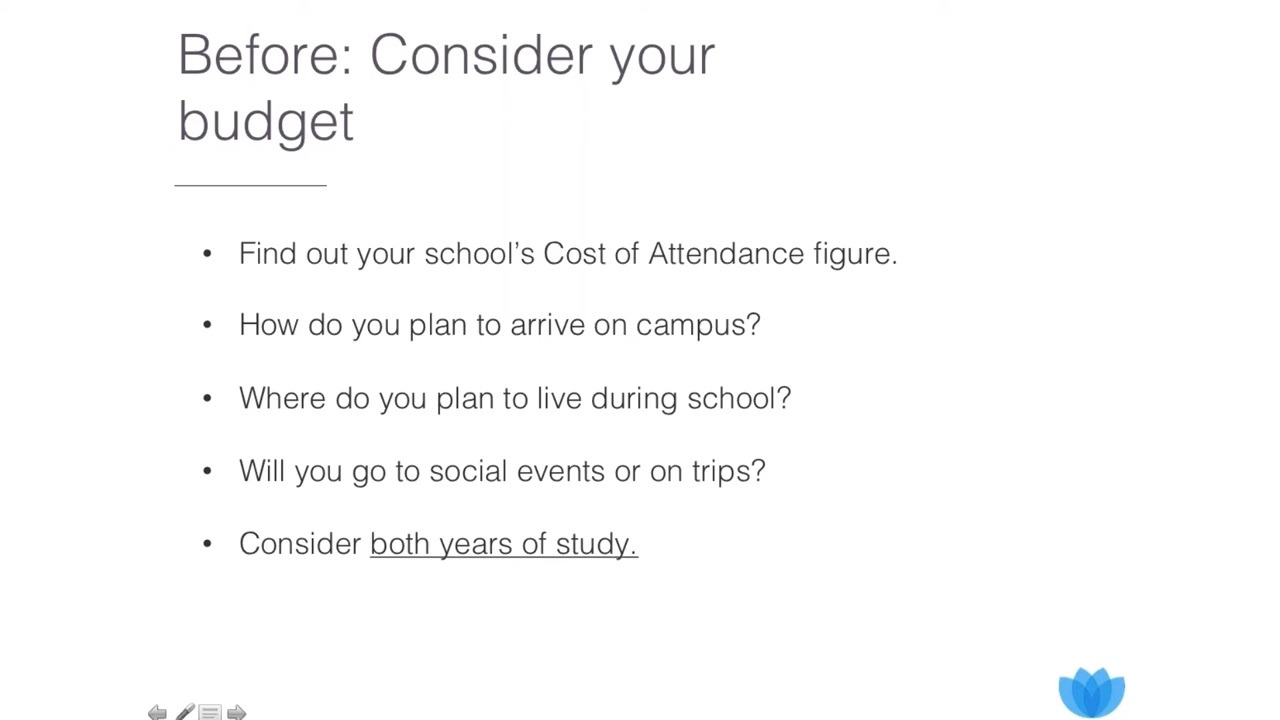 Before: Consider your
budget
• Find out your school’s Cost of Attendance figure.
• How do you plan to arrive on campus?
• Where do you plan to live during school?
• Will you go to social events or on trips?
• Consider both years of study.